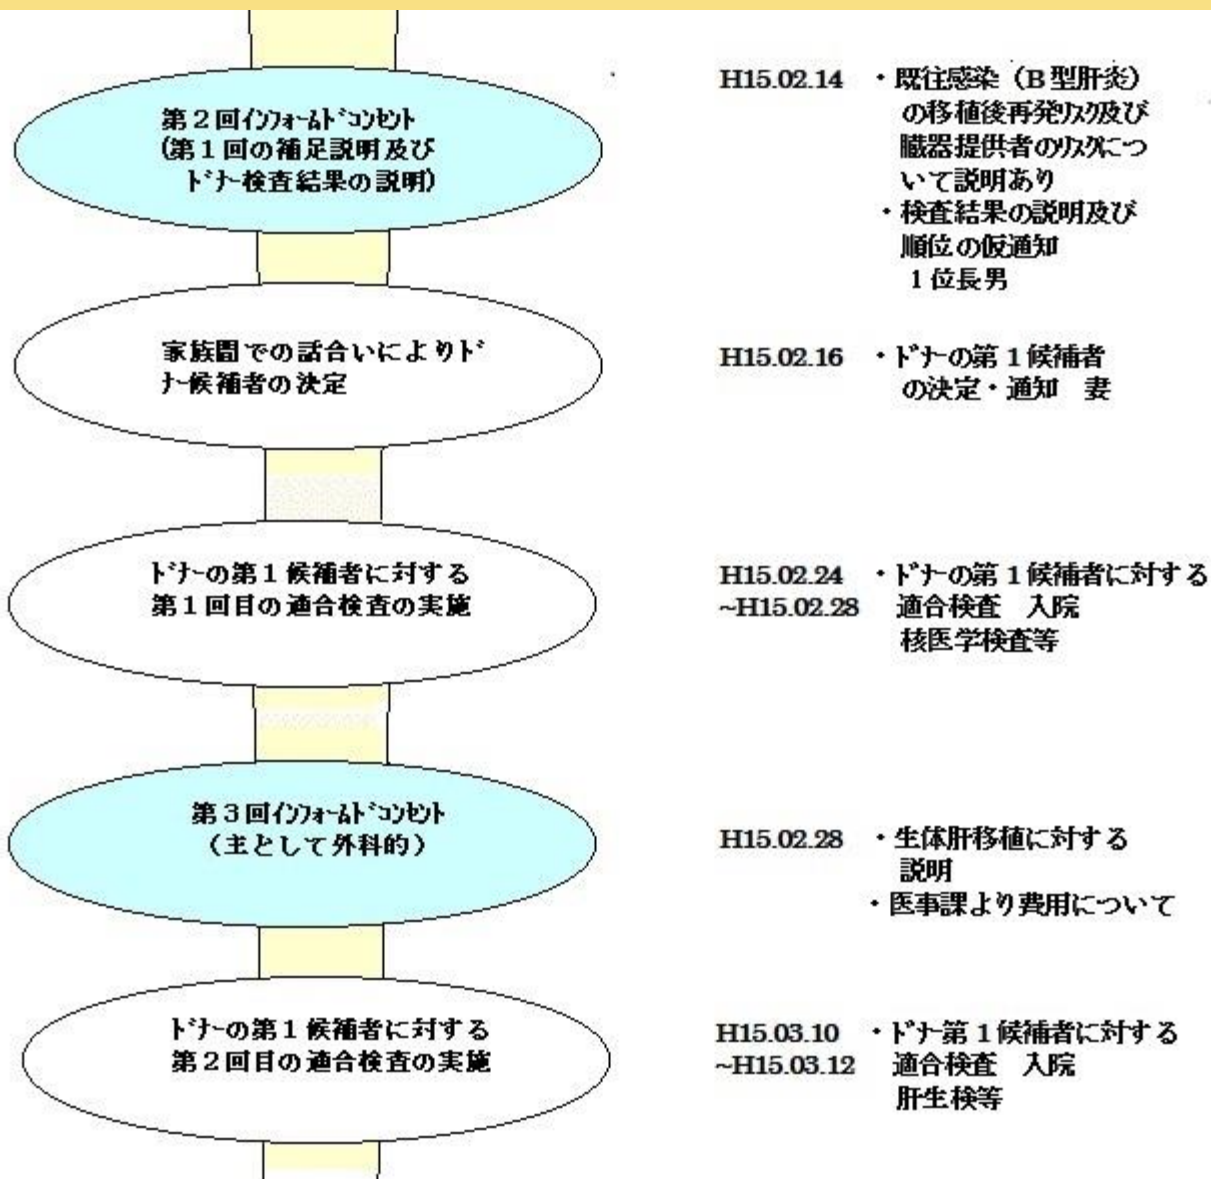 第2回ｲﾝﾌｫｰﾑﾄﾞｺﾝｾﾝﾄ
(第1回の補足説明及び
ﾄﾞﾅｰ検査結果の説明)
H15.02.14 ・既往感染（B型肝炎）
の移植後再発ﾘｽｸ及び
臓器提供者のﾘｽｸにつ
いて説明あり
・検査結果の説明及び
順位の仮通知
1位長男
家族間での話合いによりﾄﾞ
ﾅｰ候補者の決定
H15.02.16 ・ﾄﾞﾅｰの第1候補者
の決定・通知 妻
ﾄﾞﾅｰの第1候補者に対する
第1回目の適合検査の実施
H15.02.24 ・ﾄﾞﾅｰの第1候補者に対する
~H15.02.28 適合検査 入院
核医学検査等
第3回ｲﾝﾌｫｰﾑﾄﾞｺﾝｾﾝﾄ
（主として外科的）
H15.02.28 ・生体肝移植に対する
説明
・医事課より費用について
ﾄﾞﾅｰの第1候補者に対する
第2回目の適合検査の実施
H15.03.10 ・ﾄﾞﾅｰ第1候補者に対する
~H15.03.12 適合検査 入院
肝生検等